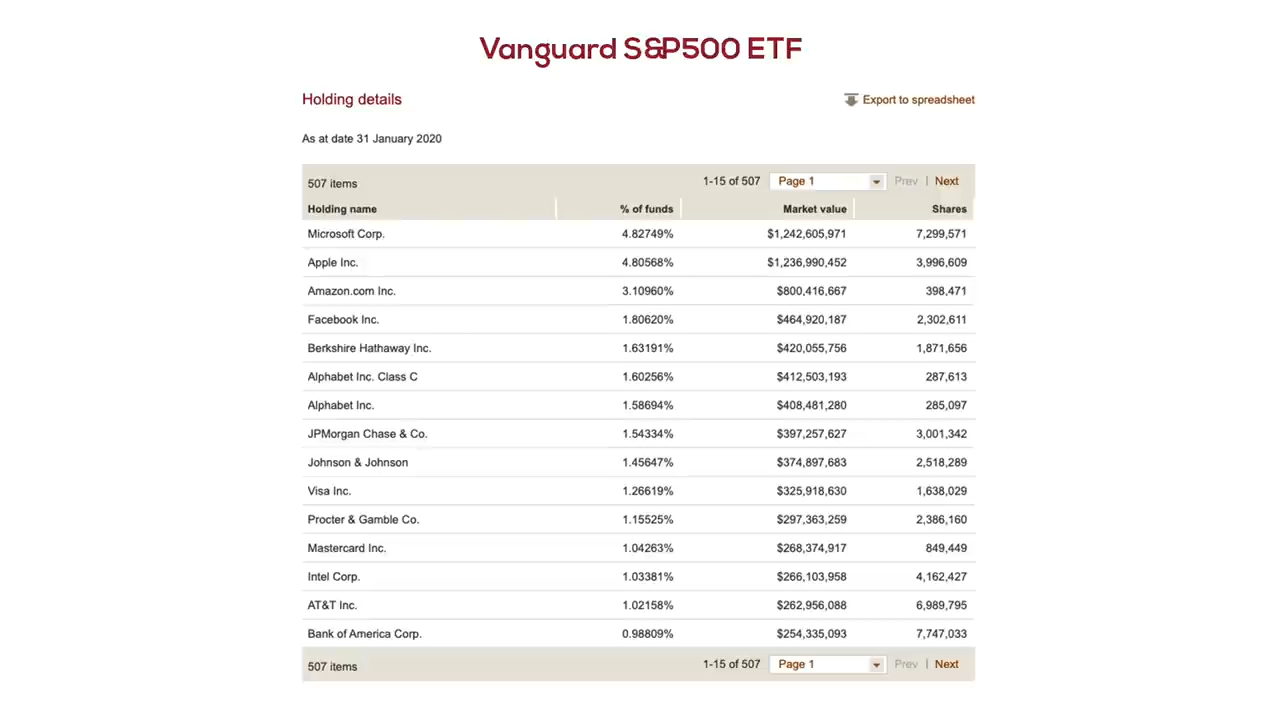 Vanguard S&P500 ETF
Holding details
Export to spreadsheet
As at date 31 January 2020
507 items 1-15 of 507 Page 1 Prev | Next
Holding name % of funds Market value Shares
Microsoft Corp. 4.82749% $1,242,605,971 7,299,571
Apple Inc. 4.80568% $1,236,990,452 3,996,609
Amazon.com Inc. 3.10960% $800,416,667 398,471
Facebook Inc. 1.80620% $464,920,187 2,302,611
Berkshire Hathaway Inc. 1.63191% $420,055,756 1,871,656
Alphabet Inc. Class C 1.60256% $412,503,193 287,613
Alphabet Inc. 1.58694% $408,481,280 285,097
JPMorgan Chase & Co. 1.54334% $397,257,627 3,001,342
Johnson & Johnson 1.45647% $374,897,683 2,518,289
Visa Inc. 1.26619% $325,918,630 1,638,029
Procter & Gamble Co. 1.15525% $297,363,259 2,386,160
Mastercard Inc. 1.04263% $268,374,917 849,449
Intel Corp. 1.03381% $266,103,958 4,162,427
AT&T Inc. 1.02158% $262,956,088 6,989,795
Bank of America Corp. 0.98809% $254,335,093 7,747,033
507 items 1-15 of 507 Page 1 Prev | Next